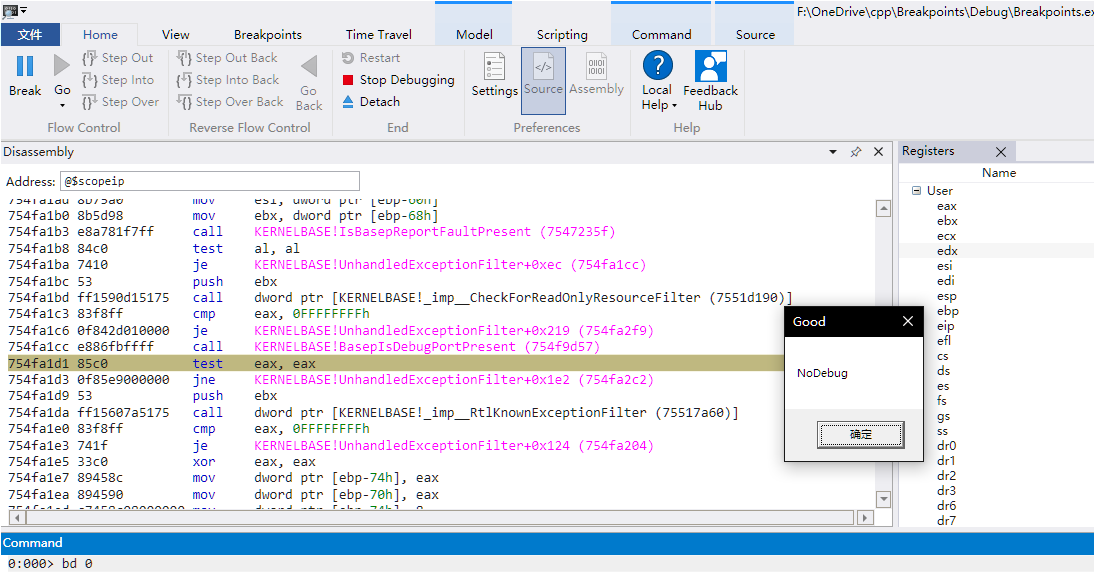 F:\OneDrive\cpp\Breakpoints\Debug\Breakpoints.ex
文件 Home View Breakpoints Time Travel Model Scripting Command Source
Break
Go
Step Out
Step Into
Step Over
Flow Control
Step Out Back
Step Into Back
Step Over Back
Go Back
Reverse Flow Control
Restart
Stop Debugging
Detach
End
Settings
Source
Assembly
Preferences
Local Help
Feedback Hub
Help
Disassembly
Address: @$scopeip
754fa1ad 8b75a0 mov esi, dword ptr [ebp-60h]
754fa1b0 8b5d98 mov ebx, dword ptr [ebp-68h]
754fa1b3 e8a781f7ff call KERNELBASE!IsBasepReportFaultPresent (7547235f)
754fa1b8 84c0 test al, al
754fa1ba 7410 je KERNELBASE!UnhandledExceptionFilter+0xec (754fa1cc)
754fa1bc 53 push ebx
754fa1bd ff1590d15175 call dword ptr [KERNELBASE!_imp__CheckForReadOnlyResourceFilter (7551d190)]
754fa1c3 83f8ff cmp eax, 0FFFFFFFFh
754fa1c6 0f842d010000 je KERNELBASE!UnhandledExceptionFilter+0x219 (754fa2f9)
754fa1cc e886fbffff call KERNELBASE!BasepIsDebugPortPresent (754f9d57)
754fa1d1 85c0 test eax, eax
754fa1d3 0f85e9000000 jne KERNELBASE!UnhandledExceptionFilter+0x1e2 (754fa2c2)
754fa1d9 53 push ebx
754fa1da ff15607a5175 call dword ptr [KERNELBASE!_imp__RtlKnownExceptionFilter (75517a60)]
754fa1e0 83f8ff cmp eax, 0FFFFFFFFh
754fa1e3 741f je KERNELBASE!UnhandledExceptionFilter+0x124 (754fa204)
754fa1e5 33c0 xor eax, eax
754fa1e7 89458c mov dword ptr [ebp-74h], eax
754fa1ea 894590 mov dword ptr [ebp-70h], eax
Good
NoDebug
确定
Registers
Name
User
eax
ebx
ecx
edx
esi
edi
esp
ebp
eip
efl
cs
ds
es
fs
gs
ss
dr0
dr1
dr2
dr3
dr6
dr7
Command
0:000> bd 0